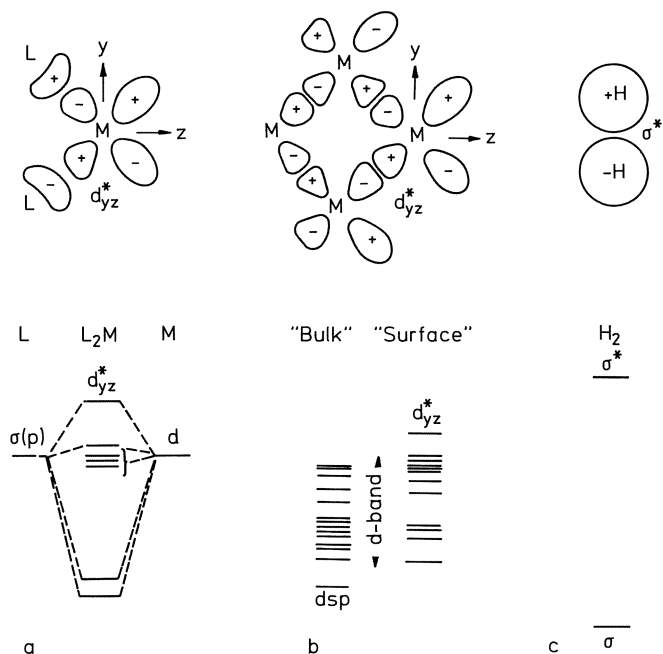 L y
+ +
- M z
+ -
L - d*yz
+ -
M y
- + +
+ - M z
M
- + -
+ - d*yz
M
- +
+H
σ*
-H
L L₂M M
d*yz
σ(p) d
a
"Bulk" "Surface"
d*yz
d-band
dsp
b
H₂
σ*
σ
c